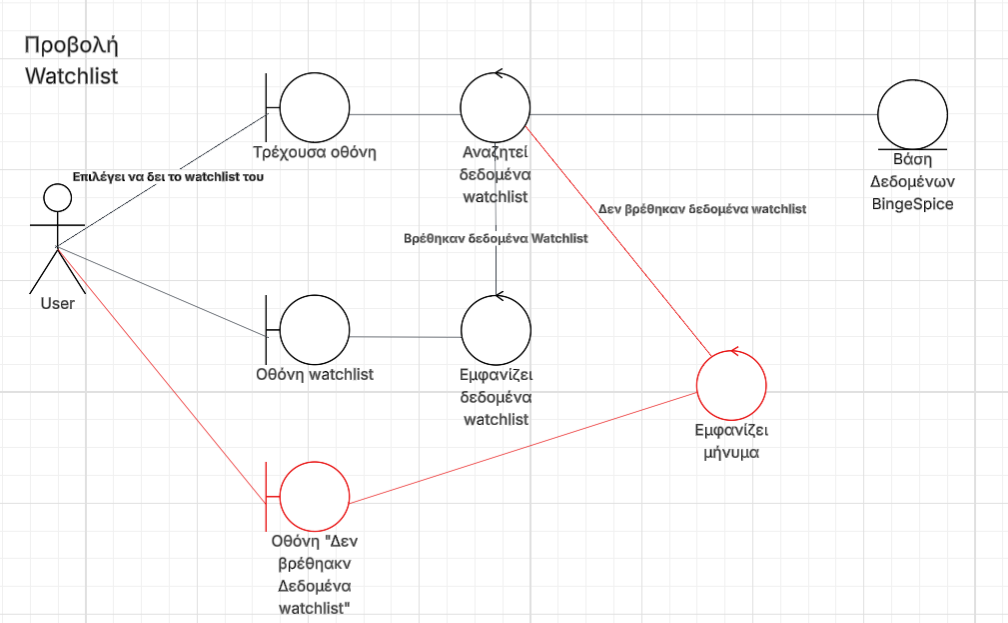 Προβολή
Watchlist
Τρέχουσα οθόνη
Αναζητεί
δεδομένα
watchlist
Βάση
Δεδομένων
BingeSpice
Επιλέγει να δει το watchlist του
Δεν βρέθηκαν δεδομένα watchlist
Βρέθηκαν δεδομένα Watchlist
User
Οθόνη watchlist
Εμφανίζει
δεδομένα
watchlist
Εμφανίζει
μήνυμα
Οθόνη "Δεν
βρέθηακν
Δεδομένα
watchlist"